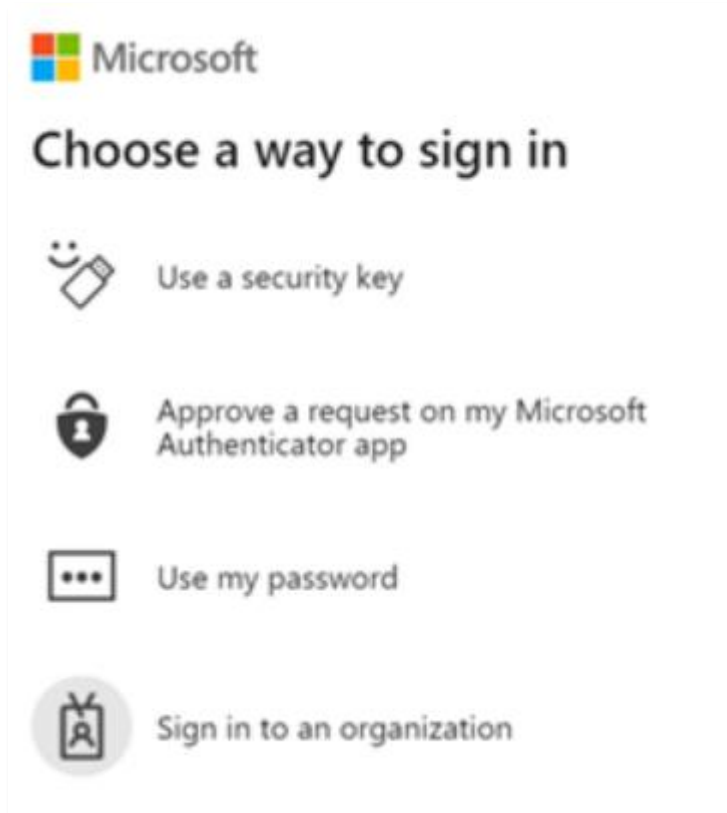 Microsoft
Choose a way to sign in
Use a security key
Approve a request on my Microsoft
Authenticator app
Use my password
Sign in to an organization